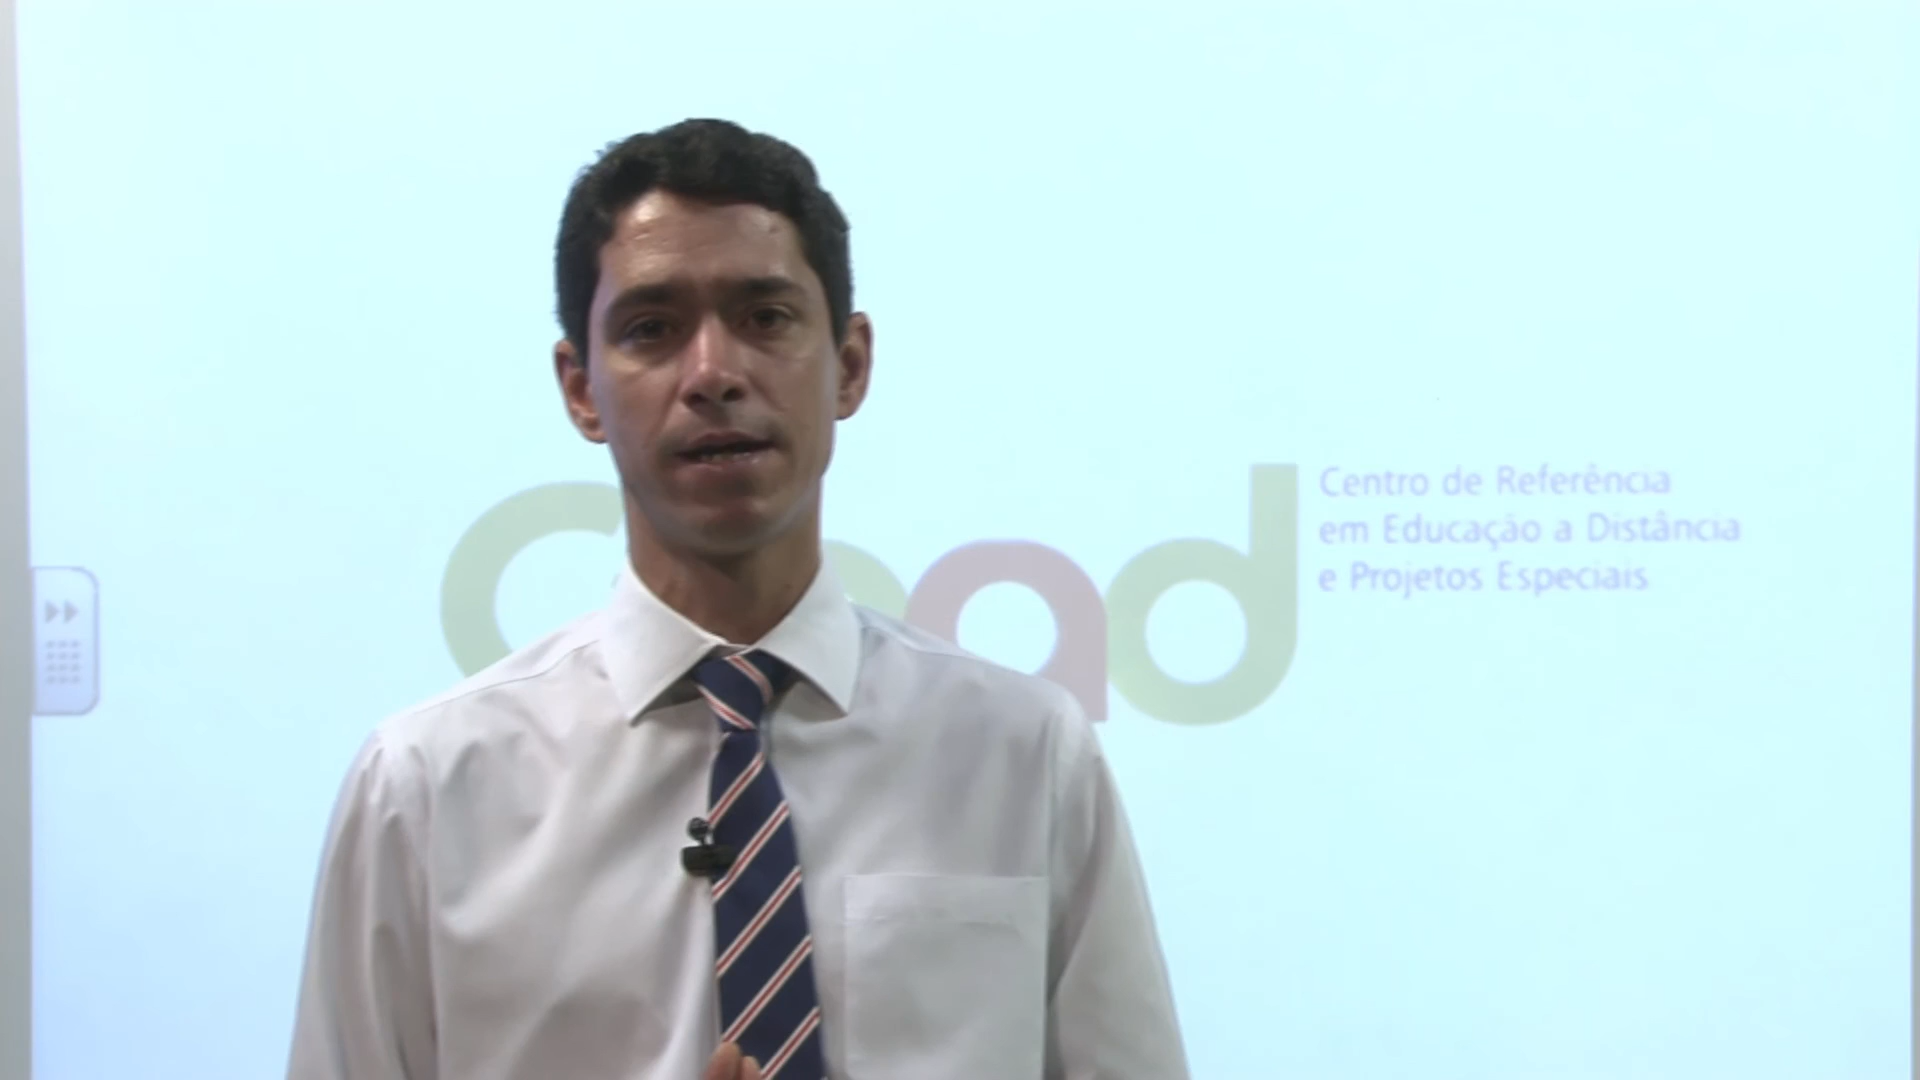 Centro de Referência
em Educação a Distância
e Projetos Especiais